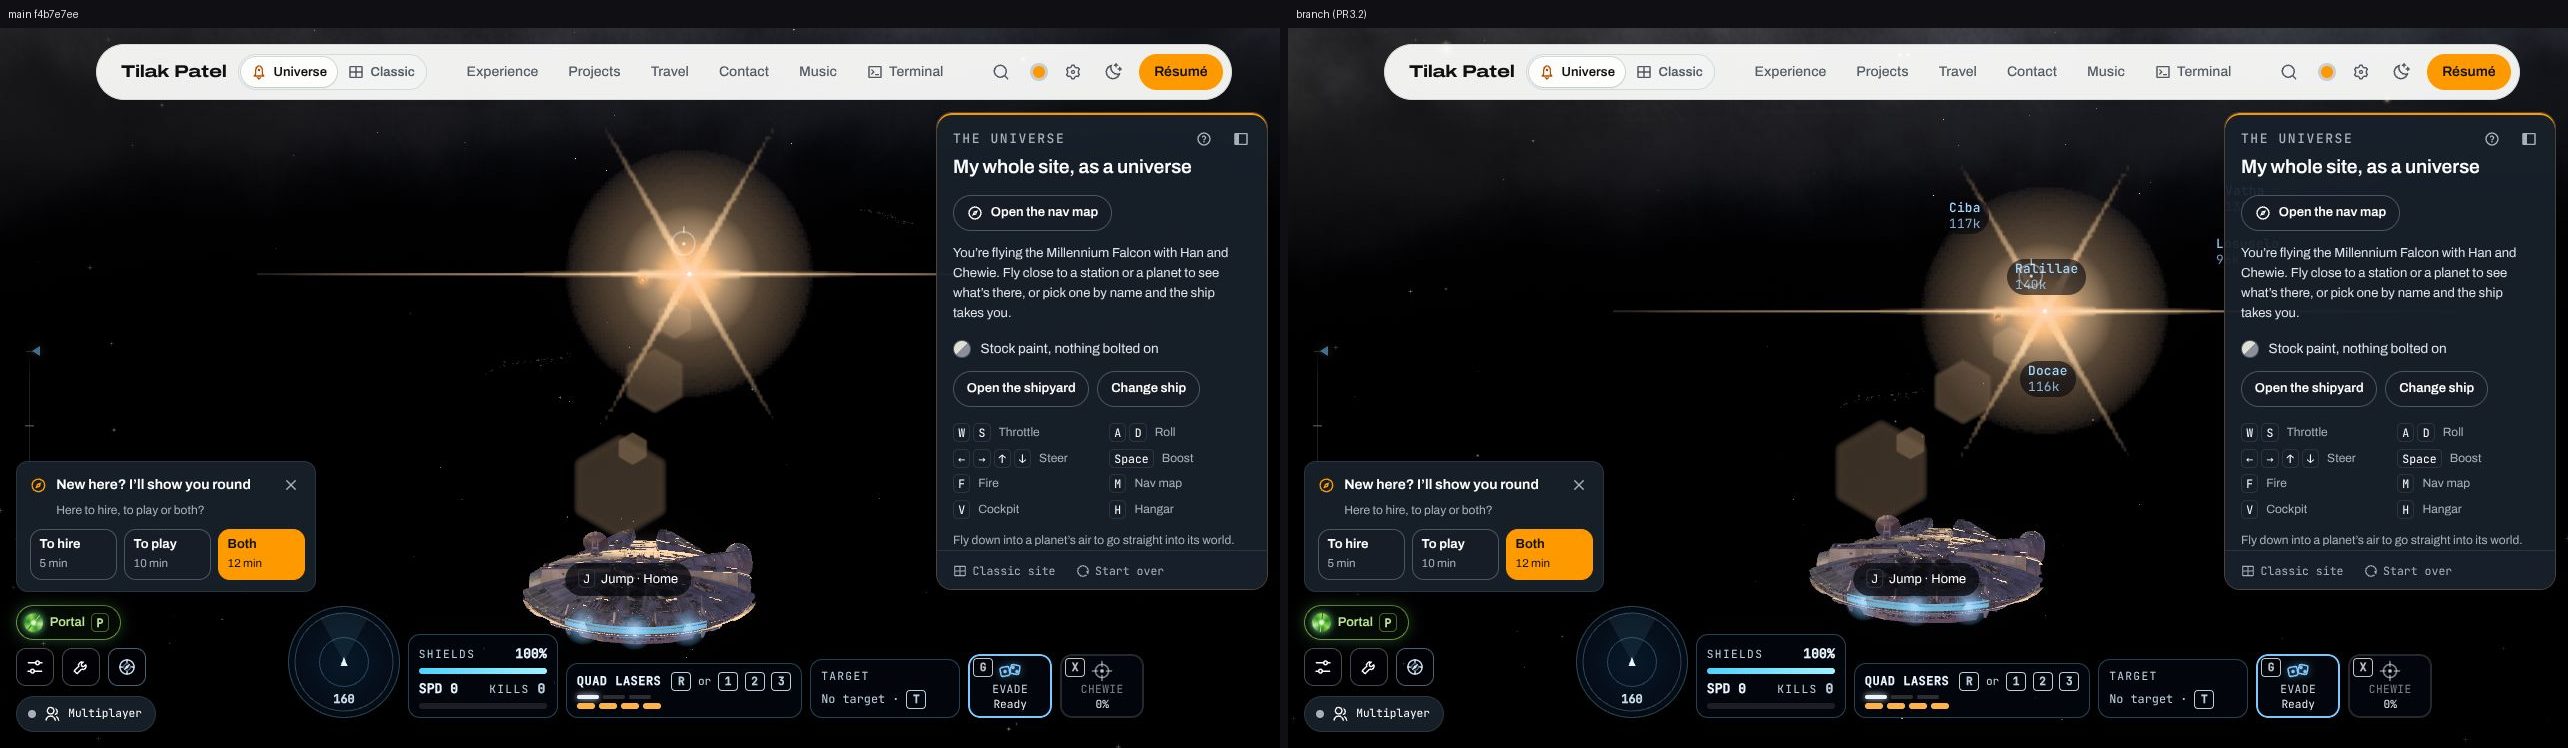 main f4b7e7ee
Tilak Patel Universe Classic Experience Projects Travel Contact Music Terminal Résumé
THE UNIVERSE
My whole site, as a universe
Open the nav map
You're flying the Millennium Falcon with Han and
Chewie. Fly close to a station or a planet to see
what's there, or pick one by name and the ship
takes you.
Stock paint, nothing bolted on
Open the shipyard Change ship
W S Throttle A D Roll
← → ↑ ↓ Steer Space Boost
F Fire M Nav map
V Cockpit H Hangar
Fly down into a planet's air to go straight into its world.
Classic site Start over
New here? I'll show you round
Here to hire, to play or both?
To hire To play Both
5 min 10 min 12 min
J Jump · Home
Portal P
Multiplayer
160
SHIELDS 100%
SPD 0 KILLS 0
QUAD LASERS R or 1 2 3
TARGET
No target · T
G
EVADE
Ready
X
CHEWIE
0%
branch (PR3.2)
Tilak Patel Universe Classic Experience Projects Travel Contact Music Terminal Résumé
Ciba
117k
Ralillae
140k
Docae
116k
THE UNIVERSE
My whole site, as a universe
Open the nav map
You're flying the Millennium Falcon with Han and
Chewie. Fly close to a station or a planet to see
what's there, or pick one by name and the ship
takes you.
Stock paint, nothing bolted on
Open the shipyard Change ship
W S Throttle A D Roll
← → ↑ ↓ Steer Space Boost
F Fire M Nav map
V Cockpit H Hangar
Fly down into a planet's air to go straight into its world.
Classic site Start over
New here? I'll show you round
Here to hire, to play or both?
To hire To play Both
5 min 10 min 12 min
J Jump · Home
Portal P
Multiplayer
160
SHIELDS 100%
SPD 0 KILLS 0
QUAD LASERS R or 1 2 3
TARGET
No target · T
G
EVADE
Ready
X
CHEWIE
0%